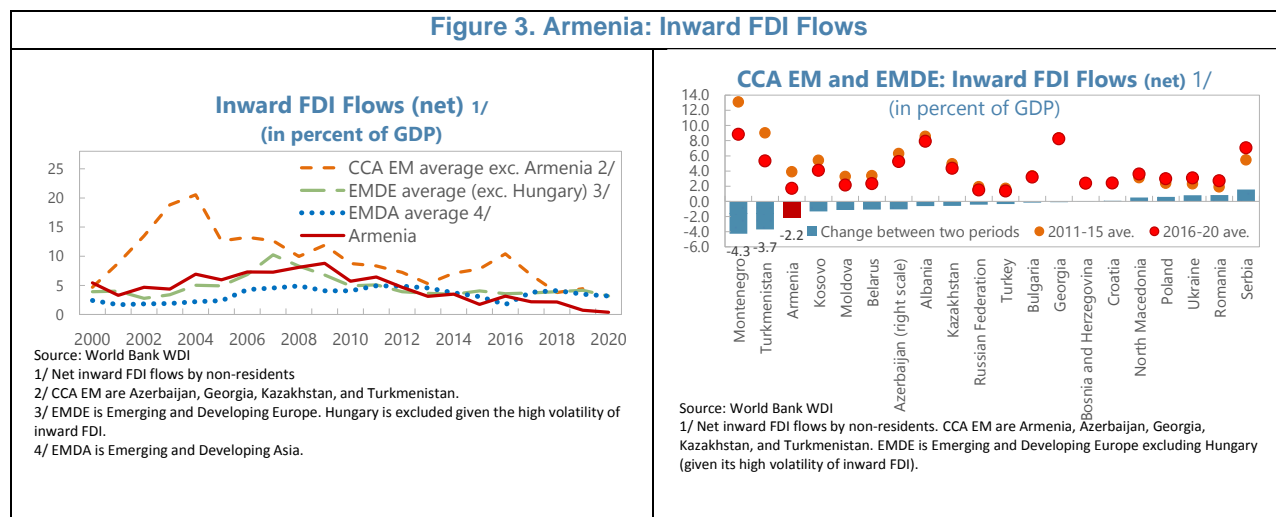 Figure 3. Armenia: Inward FDI Flows
Inward FDI Flows (net) 1/
(in percent of GDP)
25
20
15
10
5
0
CCA EM average exc. Armenia 2/
EMDE average (exc. Hungary) 3/
EMDA average 4/
Armenia
2000 2002 2004 2006 2008 2010 2012 2014 2016 2018 2020
Source: World Bank WDI
1/ Net inward FDI flows by non-residents
2/ CCA EM are Azerbaijan, Georgia, Kazakhstan, and Turkmenistan.
3/ EMDE is Emerging and Developing Europe. Hungary is excluded given the high volatility of
inward FDI.
4/ EMDA is Emerging and Developing Asia.
CCA EM and EMDE: Inward FDI Flows (net) 1/
(in percent of GDP)
14.0
12.0
10.0
8.0
6.0
4.0
2.0
0.0
-2.0
-4.0
-6.0
-4.3
-3.7
-2.2
Change between two periods
2011-15 ave.
2016-20 ave.
Montenegro
Turkmenistan
Armenia
Kosovo
Moldova
Belarus
Azerbaijan (right scale)
Albania
Kazakhstan
Russian Federation
Turkey
Bulgaria
Georgia
Bosnia and Herzegovina
Croatia
North Macedonia
Poland
Ukraine
Romania
Serbia
Source: World Bank WDI
1/ Net inward FDI flows by non-residents. CCA EM are Armenia, Azerbaijan, Georgia,
Kazakhstan, and Turkmenistan. EMDE is Emerging and Developing Europe excluding Hungary
(given its high volatility of inward FDI).